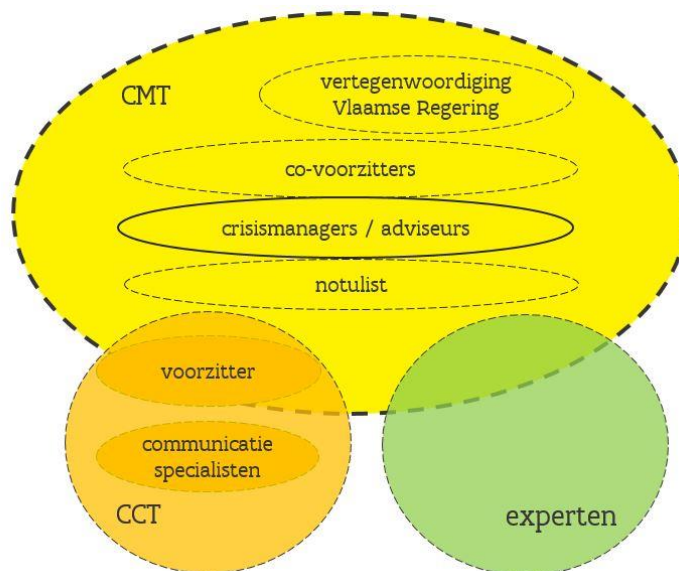 CMT
vertegenwoordiging
Vlaamse Regering
co-voorzitters
crisismanagers / adviseurs
notulist
voorzitter
communicatie
specialisten
CCT
experten